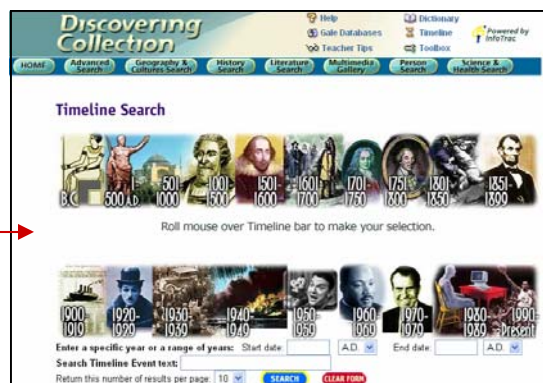 Discovering
Collection
Help
Gale Databases
Teacher Tips
Dictionary
Timeline
Toolbox
Powered by
InfoTrac
HOME
Advanced
Search
Geography &
Cultures Search
History
Search
Literature
Search
Multimedia
Gallery
Person
Search
Science &
Health Search
Timeline Search
B.C.
1-
500 A.D
501-
1000
1001-
1500
1501-
1600
1601-
1700
1701-
1750
1751-
1800
1801-
1850
1851-
1899
Roll mouse over Timeline bar to make your selection.
1900-
1910
1920-
1929
1930-
1939
1940-
1949
1950-
1959
1960-
1969
1970-
1979
1980-
1989
1990-
Present
Enter a specific year or a range of years: Start date: A.D. End date: A.D.
Search Timeline Event text:
Return this number of results per page: 10 SEARCH CLEAR FORM